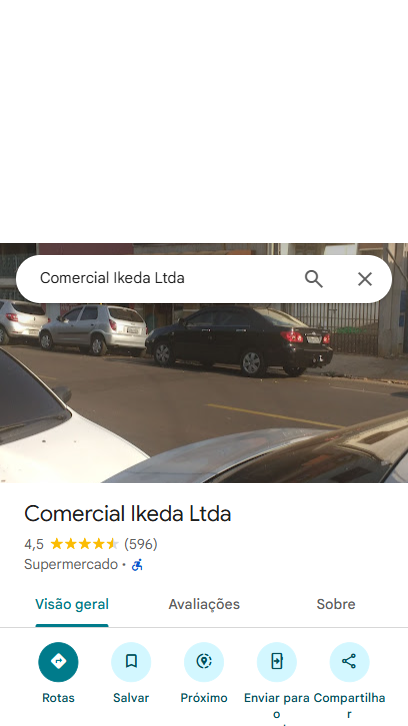 Comercial Ikeda Ltda
Comercial Ikeda Ltda
4,5 (596)
Supermercado ·
Visão geral Avaliações Sobre
Rotas Salvar Próximo Enviar para o Compartilhar